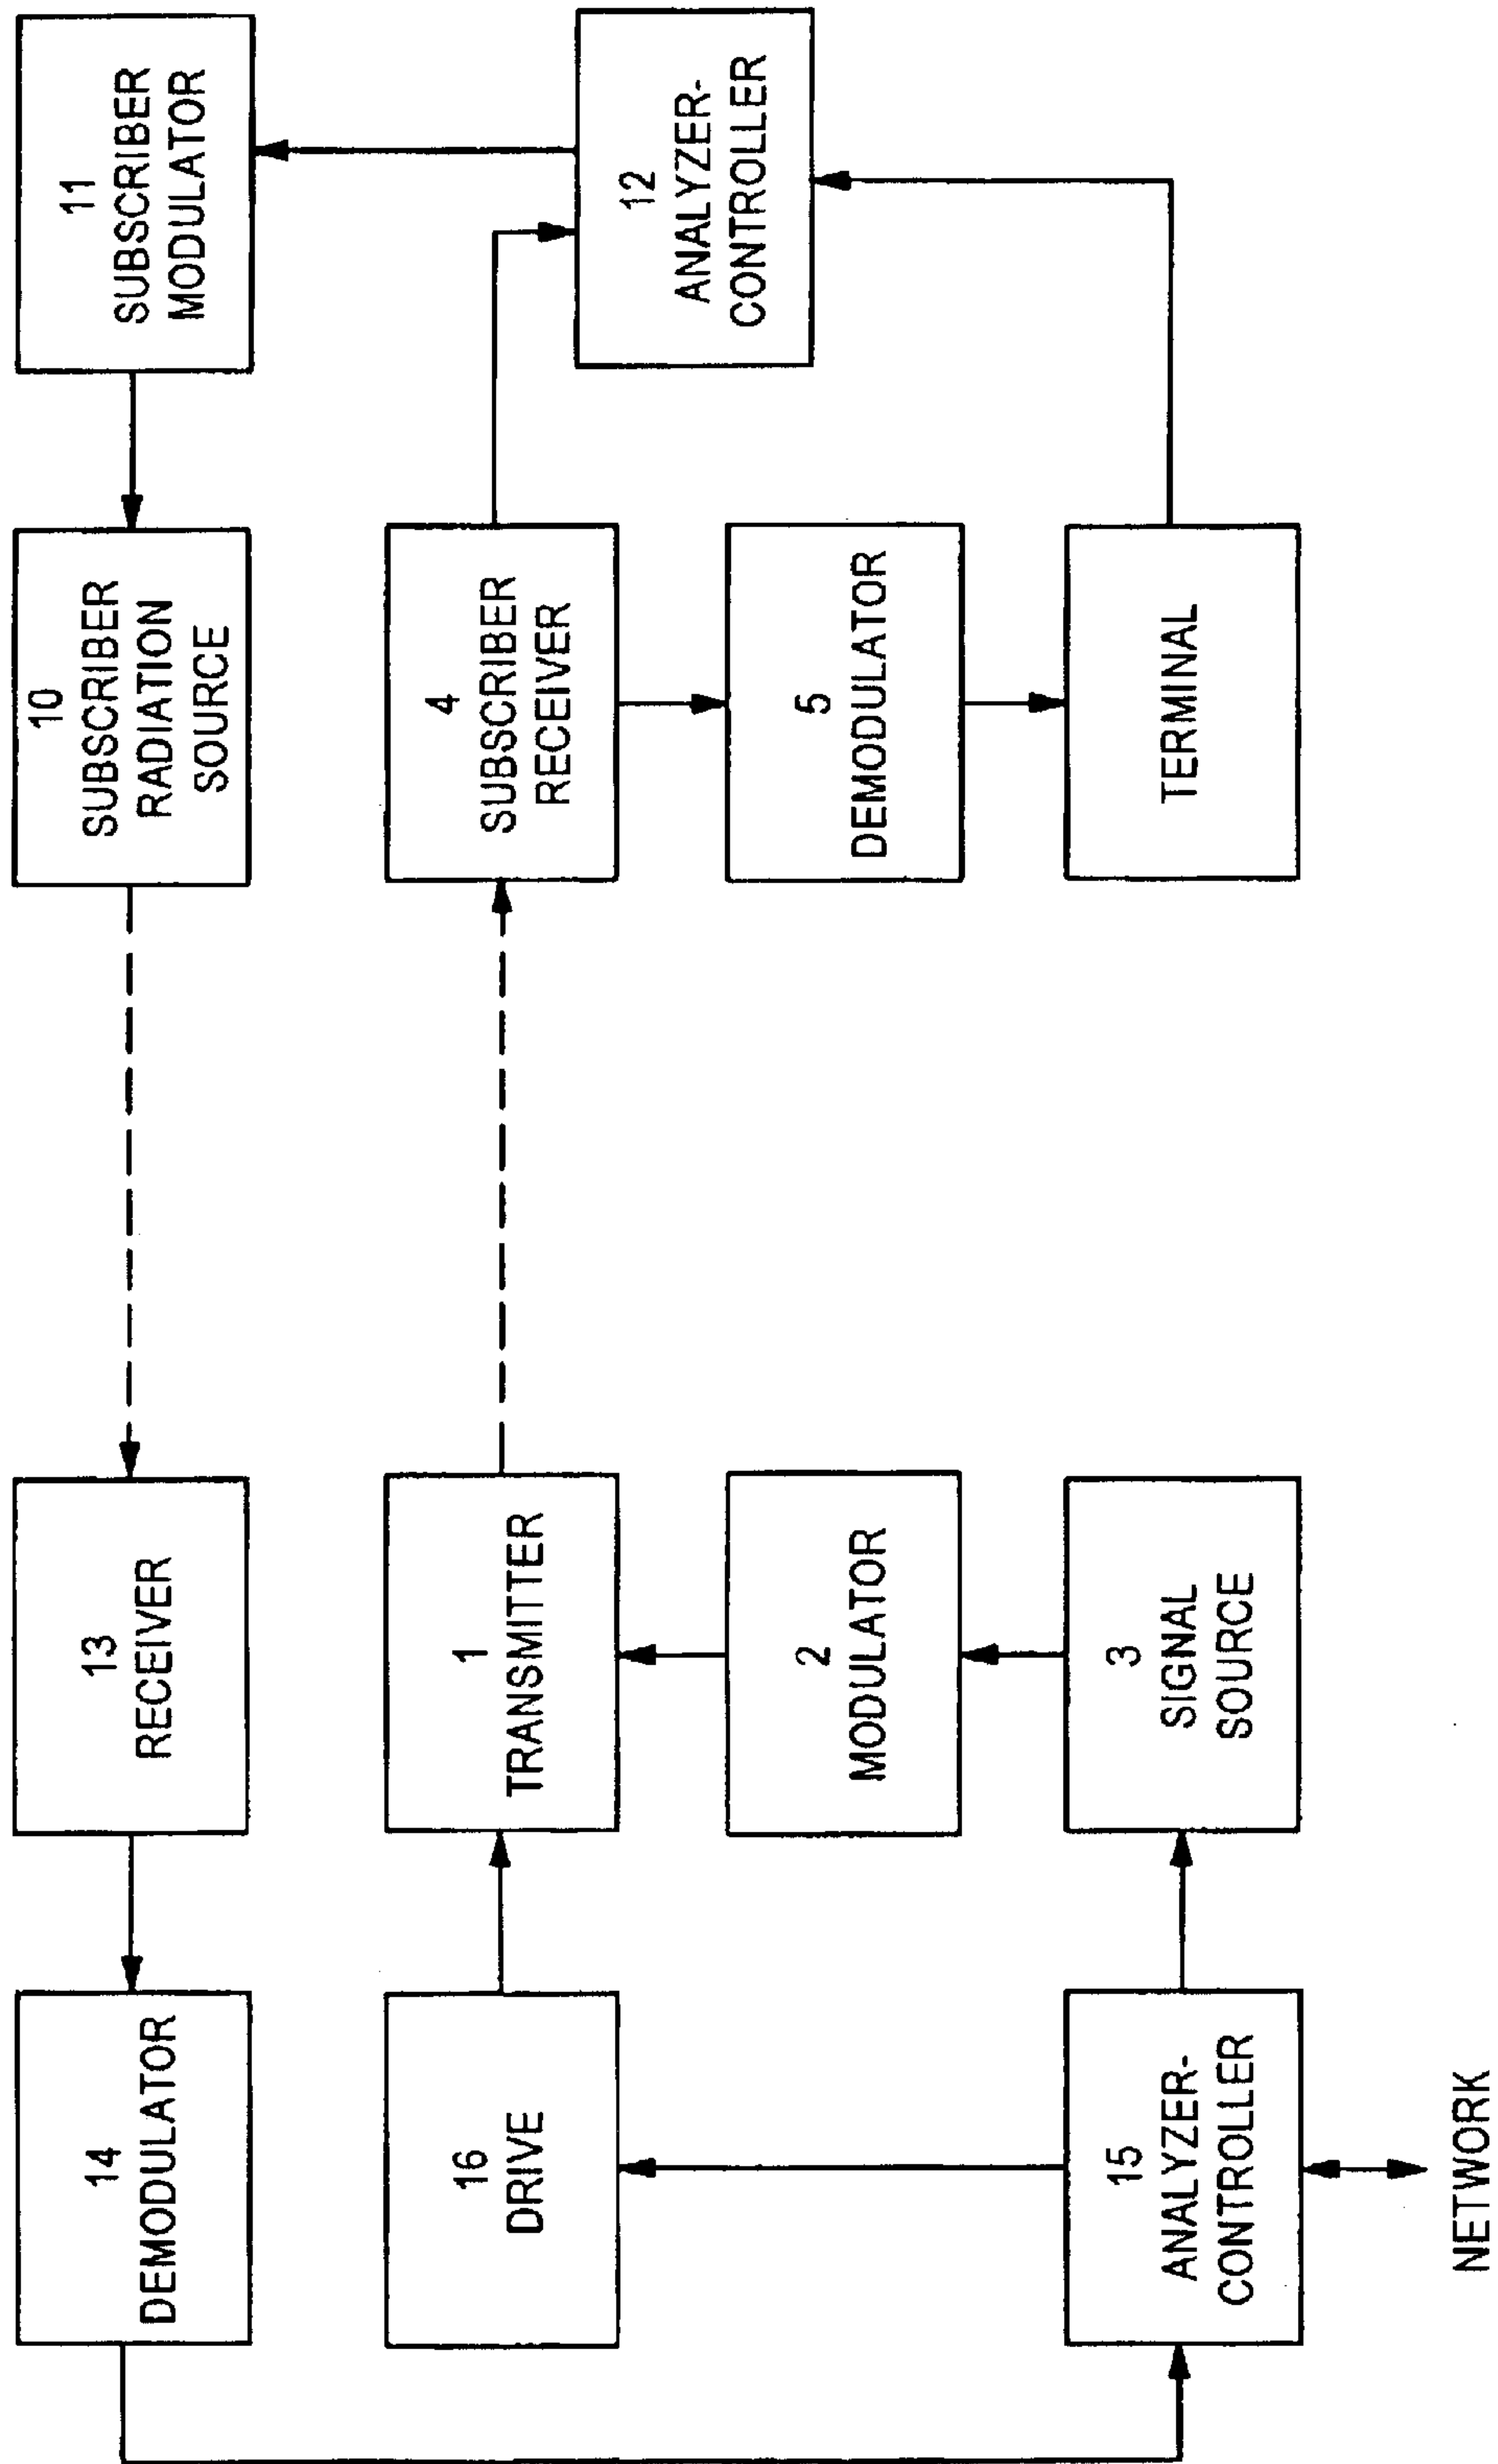 14
DEMODULATOR
13
RECEIVER
10
SUBSCRIBER
RADIATION
SOURCE
11
SUBSCRIBER
MODULATOR
16
DRIVE
1
TRANSMITTER
4
SUBSCRIBER
RECEIVER
12
ANALYZER-
CONTROLLER
2
MODULATOR
5
DEMODULATOR
15
ANALYZER-
CONTROLLER
3
SIGNAL
SOURCE
TERMINAL
NETWORK